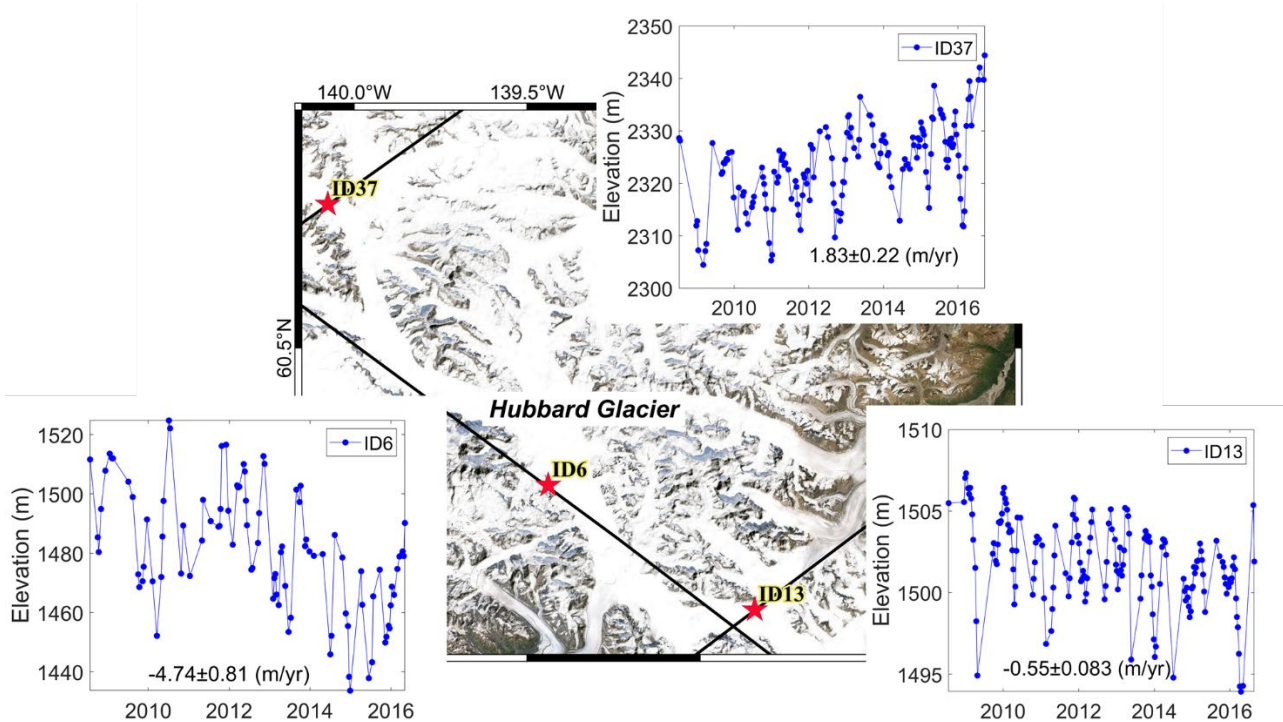 2350
2340
2330
2320
2310
2300
Elevation (m)
ID37
1.83±0.22 (m/yr)
2010 2012 2014 2016
140.0°W 139.5°W
60.5°N
ID37
Hubbard Glacier
ID6
ID13
1520
1500
1480
1460
1440
Elevation (m)
ID6
-4.74±0.81 (m/yr)
2010 2012 2014 2016
1510
1505
1500
1495
Elevation (m)
ID13
-0.55±0.083 (m/yr)
2010 2012 2014 2016